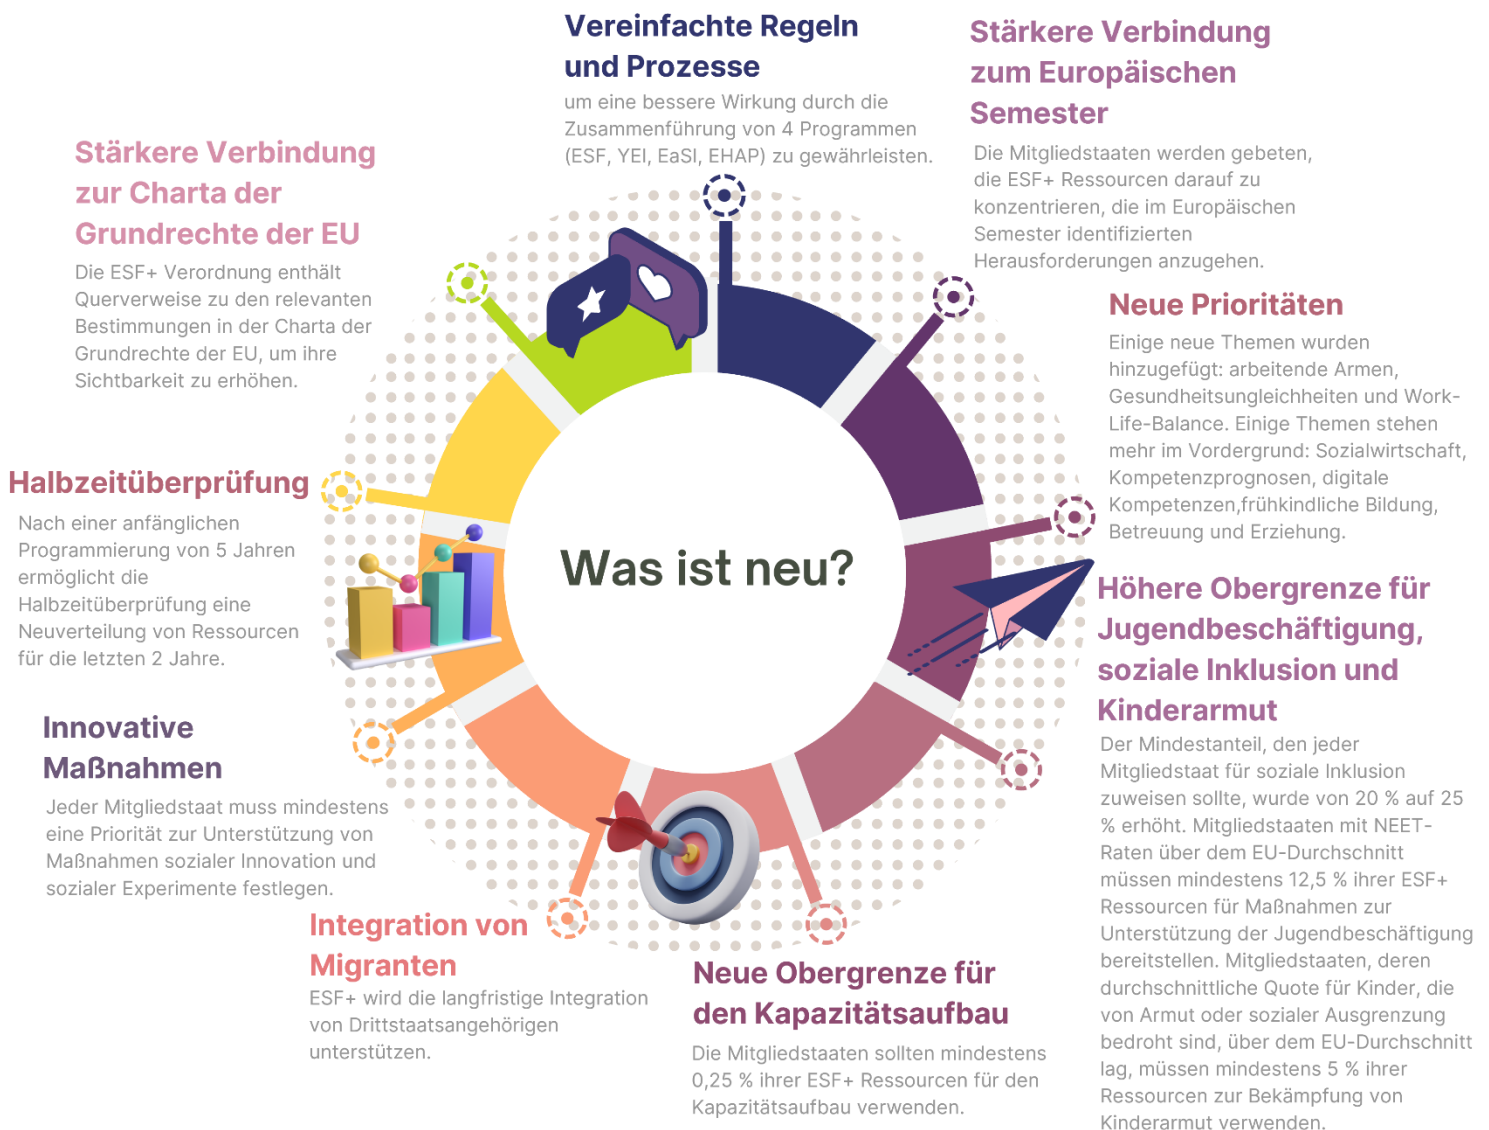 Vereinfachte Regeln
und Prozesse
um eine bessere Wirkung durch die
Zusammenführung von 4 Programmen
(ESF, YEI, EaSI, EHAP) zu gewährleisten.
Stärkere Verbindung
zum Europäischen
Semester
Die Mitgliedstaaten werden gebeten,
die ESF+ Ressourcen darauf zu
konzentrieren, die im Europäischen
Semester identifizierten
Herausforderungen anzugehen.
Neue Prioritäten
Einige neue Themen wurden
hinzugefügt: arbeitende Armen,
Gesundheitsungleichheiten und Work-
Life-Balance. Einige Themen stehen
mehr im Vordergrund: Sozialwirtschaft,
Kompetenzprognosen, digitale
Kompetenzen,frühkindliche Bildung,
Betreuung und Erziehung.
Höhere Obergrenze für
Jugendbeschäftigung,
soziale Inklusion und
Kinderarmut
Der Mindestanteil, den jeder
Mitgliedstaat für soziale Inklusion
zuweisen sollte, wurde von 20 % auf 25
% erhöht. Mitgliedstaaten mit NEET-
Raten über dem EU-Durchschnitt
müssen mindestens 12,5 % ihrer ESF+
Ressourcen für Maßnahmen zur
Unterstützung der Jugendbeschäftigung
bereitstellen. Mitgliedstaaten, deren
durchschnittliche Quote für Kinder, die
von Armut oder sozialer Ausgrenzung
bedroht sind, über dem EU-Durchschnitt
lag, müssen mindestens 5 % ihrer
Ressourcen zur Bekämpfung von
Kinderarmut verwenden.
Neue Obergrenze für
den Kapazitätsaufbau
Die Mitgliedstaaten sollten mindestens
0,25 % ihrer ESF+ Ressourcen für den
Kapazitätsaufbau verwenden.
Integration von
Migranten
ESF+ wird die langfristige Integration
von Drittstaatsangehörigen
unterstützen.
Innovative
Maßnahmen
Jeder Mitgliedstaat muss mindestens
eine Priorität zur Unterstützung von
Maßnahmen sozialer Innovation und
sozialer Experimente festlegen.
Halbzeitüberprüfung
Nach einer anfänglichen
Programmierung von 5 Jahren
ermöglicht die
Halbzeitüberprüfung eine
Neuverteilung von Ressourcen
für die letzten 2 Jahre.
Stärkere Verbindung
zur Charta der
Grundrechte der EU
Die ESF+ Verordnung enthält
Querverweise zu den relevanten
Bestimmungen in der Charta der
Grundrechte der EU, um ihre
Sichtbarkeit zu erhöhen.
Was ist neu?